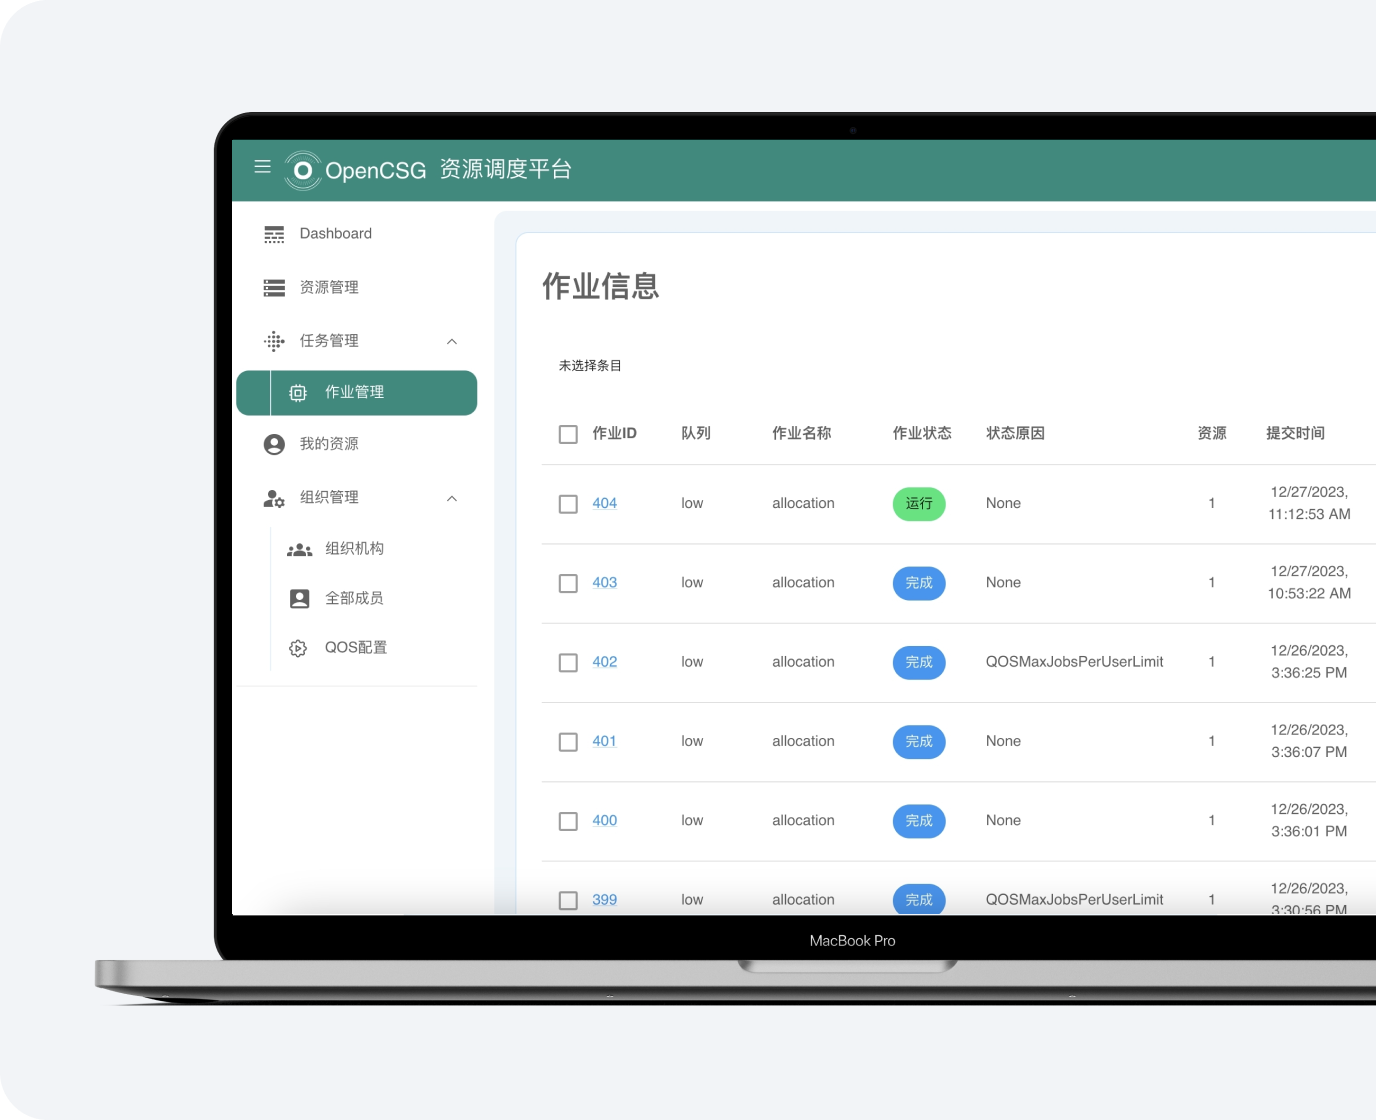 OpenCSG 资源调度平台
Dashboard
资源管理
任务管理
作业管理
我的资源
组织管理
组织机构
全部成员
QOS配置
作业信息
未选择条目
作业ID 队列 作业名称 作业状态 状态原因 资源 提交时间
404 low allocation 运行 None 1 12/27/2023, 11:12:53 AM
403 low allocation 完成 None 1 12/27/2023, 10:53:22 AM
402 low allocation 完成 QOSMaxJobsPerUserLimit 1 12/26/2023, 3:36:25 PM
401 low allocation 完成 None 1 12/26/2023, 3:36:07 PM
400 low allocation 完成 None 1 12/26/2023, 3:36:01 PM
399 low allocation 完成 QOSMaxJobsPerUserLimit 1 12/26/2023, 3:30:56 PM
MacBook Pro